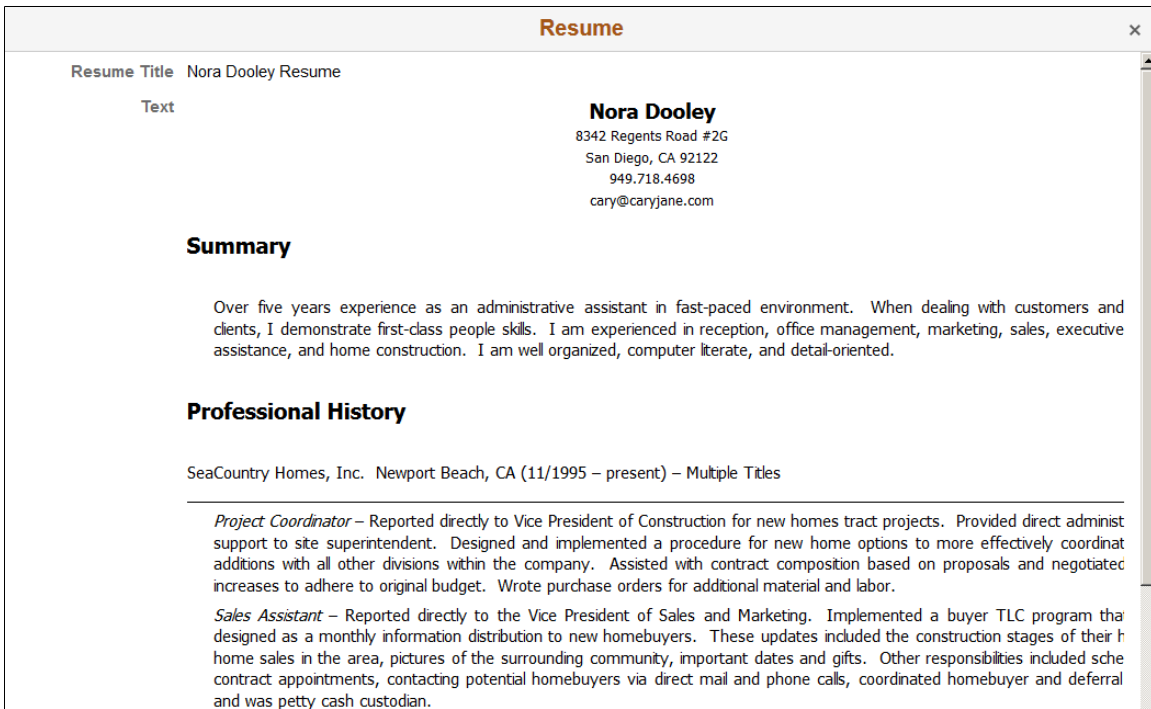 Resume
×
Resume Title Nora Dooley Resume
Text
Nora Dooley
8342 Regents Road #2G
San Diego, CA 92122
949.718.4698
cary@caryjane.com
Summary
Over five years experience as an administrative assistant in fast-paced environment. When dealing with customers and
clients, I demonstrate first-class people skills. I am experienced in reception, office management, marketing, sales, executive
assistance, and home construction. I am well organized, computer literate, and detail-oriented.
Professional History
SeaCountry Homes, Inc. Newport Beach, CA (11/1995 – present) – Multiple Titles
Project Coordinator – Reported directly to Vice President of Construction for new homes tract projects. Provided direct administ
support to site superintendent. Designed and implemented a procedure for new home options to more effectively coordinat
additions with all other divisions within the company. Assisted with contract composition based on proposals and negotiated
increases to adhere to original budget. Wrote purchase orders for additional material and labor.
Sales Assistant – Reported directly to the Vice President of Sales and Marketing. Implemented a buyer TLC program tha
designed as a monthly information distribution to new homebuyers. These updates included the construction stages of their h
home sales in the area, pictures of the surrounding community, important dates and gifts. Other responsibilities included sche
contract appointments, contacting potential homebuyers via direct mail and phone calls, coordinated homebuyer and deferral
and was petty cash custodian.